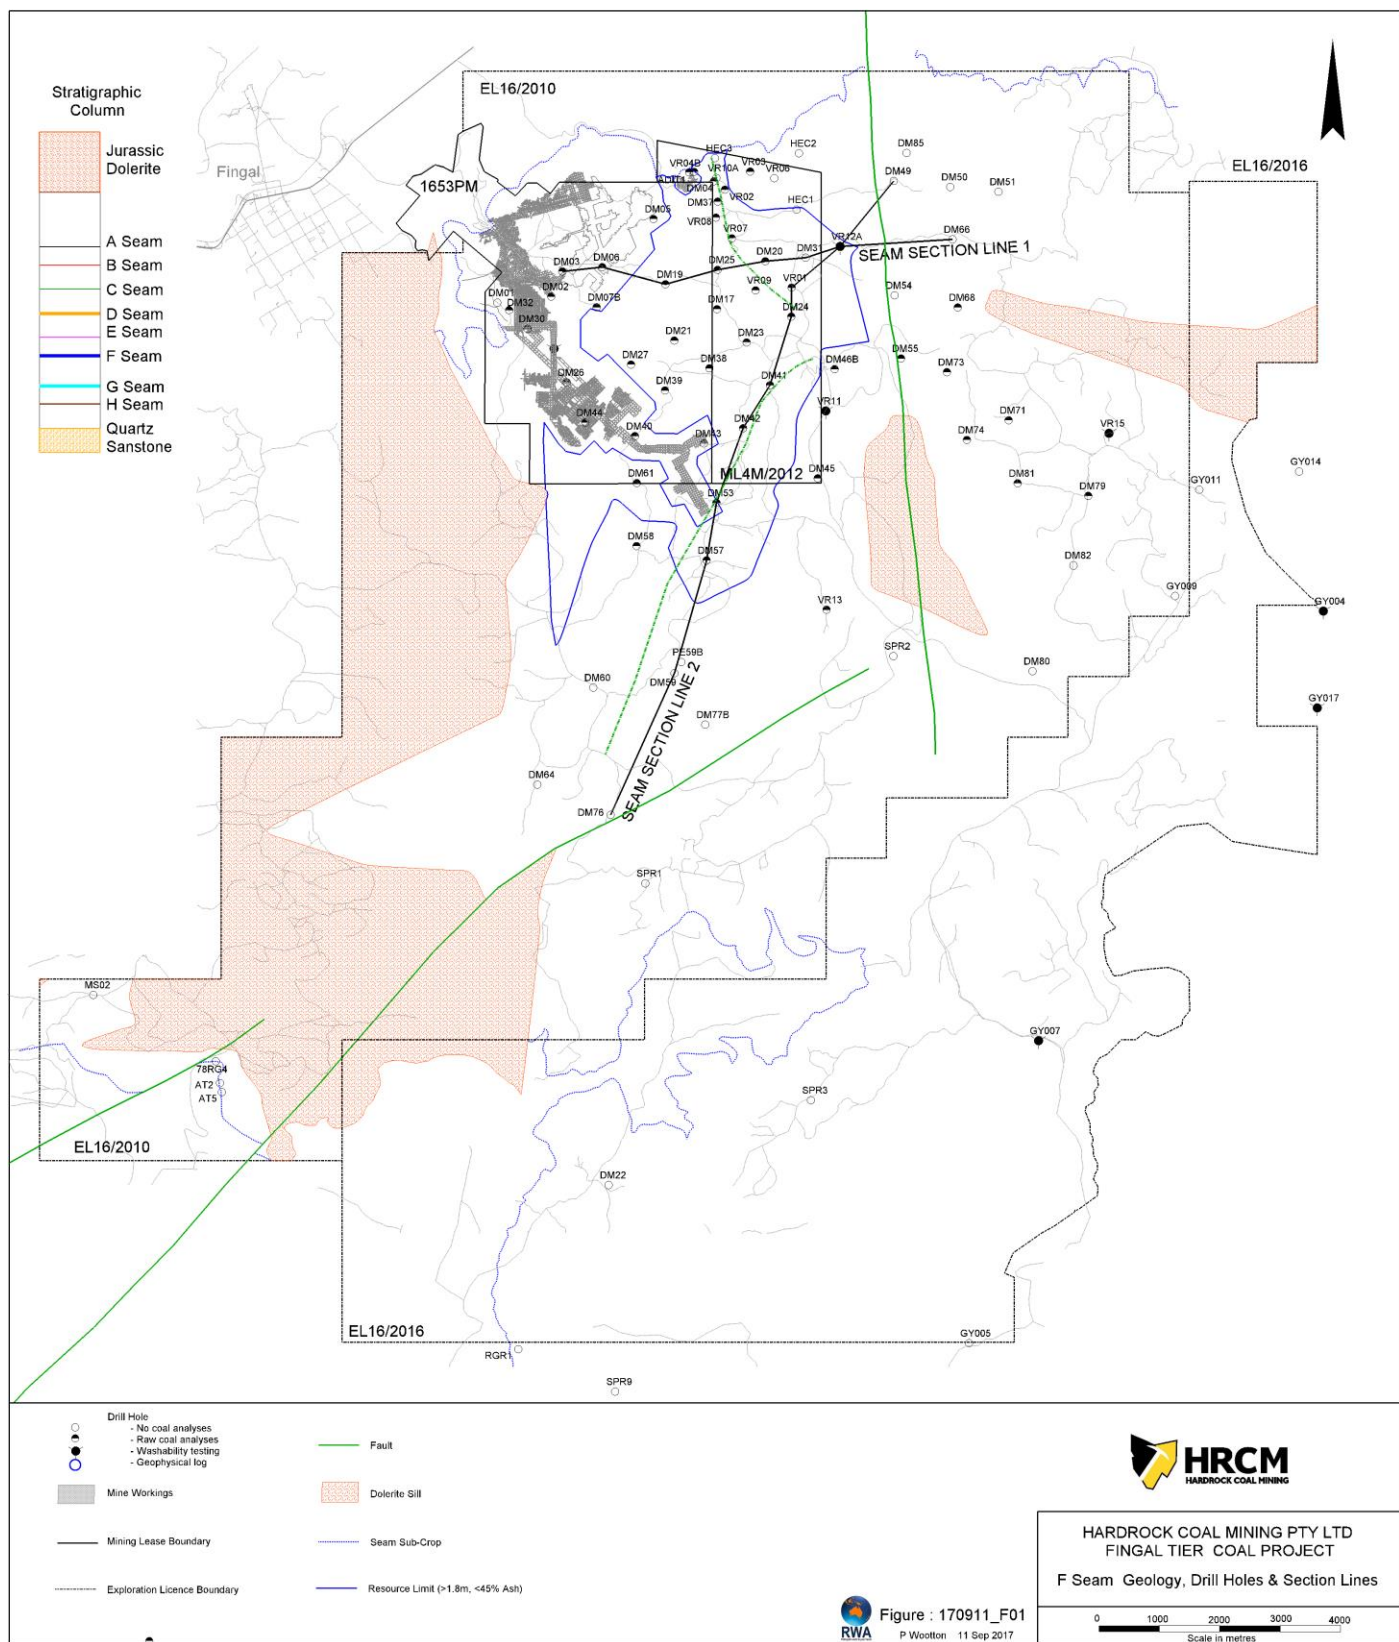 Stratigraphic
Column
Jurassic
Dolerite
A Seam
B Seam
C Seam
D Seam
E Seam
F Seam
G Seam
H Seam
Quartz
Sanstone
Fingal
EL16/2010
1653PM
EL16/2016
HEC3
HEC2
DM85
VR04B
VR03
VR10A
VR06
DM49
DM50
DM51
ADIT1
DM04
VR02
DM37
DM05
VR08
HEC1
VR07
VR12A
DM66
SEAM SECTION LINE 1
DM03
DM06
DM25
DM20
DM31
DM19
VR01
VR09
DM54
DM01
DM02
DM32
DM07B
DM17
DM24
DM68
DM30
DM21
DM23
DM55
DM27
DM38
DM46B
DM73
DM26
DM39
DM41
VR11
DM44
DM40
DM43
DM42
DM74
DM71
VR15
ML4M/2012
DM61
DM45
DM81
DM79
GY011
GY014
DM53
DM58
DM57
DM82
GY009
GY004
VR13
PE59B
DM59
DM60
SPR2
DM80
SEAM SECTION LINE 2
DM77B
GY017
DM64
DM76
SPR1
MS02
78RG4
AT2
AT5
GY007
SPR3
EL16/2010
DM22
EL16/2016
RGR1
GY005
SPR9
Drill Hole
- No coal analyses
- Raw coal analyses
- Washability testing
- Geophysical log
Mine Workings
Mining Lease Boundary
Exploration Licence Boundary
Fault
Dolerite Sill
Seam Sub-Crop
Resource Limit (>1.8m, <45% Ash)
HRCM
HARDROCK COAL MINING
HARDROCK COAL MINING PTY LTD
FINGAL TIER COAL PROJECT
F Seam Geology, Drill Holes & Section Lines
RWA
Figure : 170911_F01
P Wootton 11 Sep 2017
0 1000 2000 3000 4000
Scale in metres